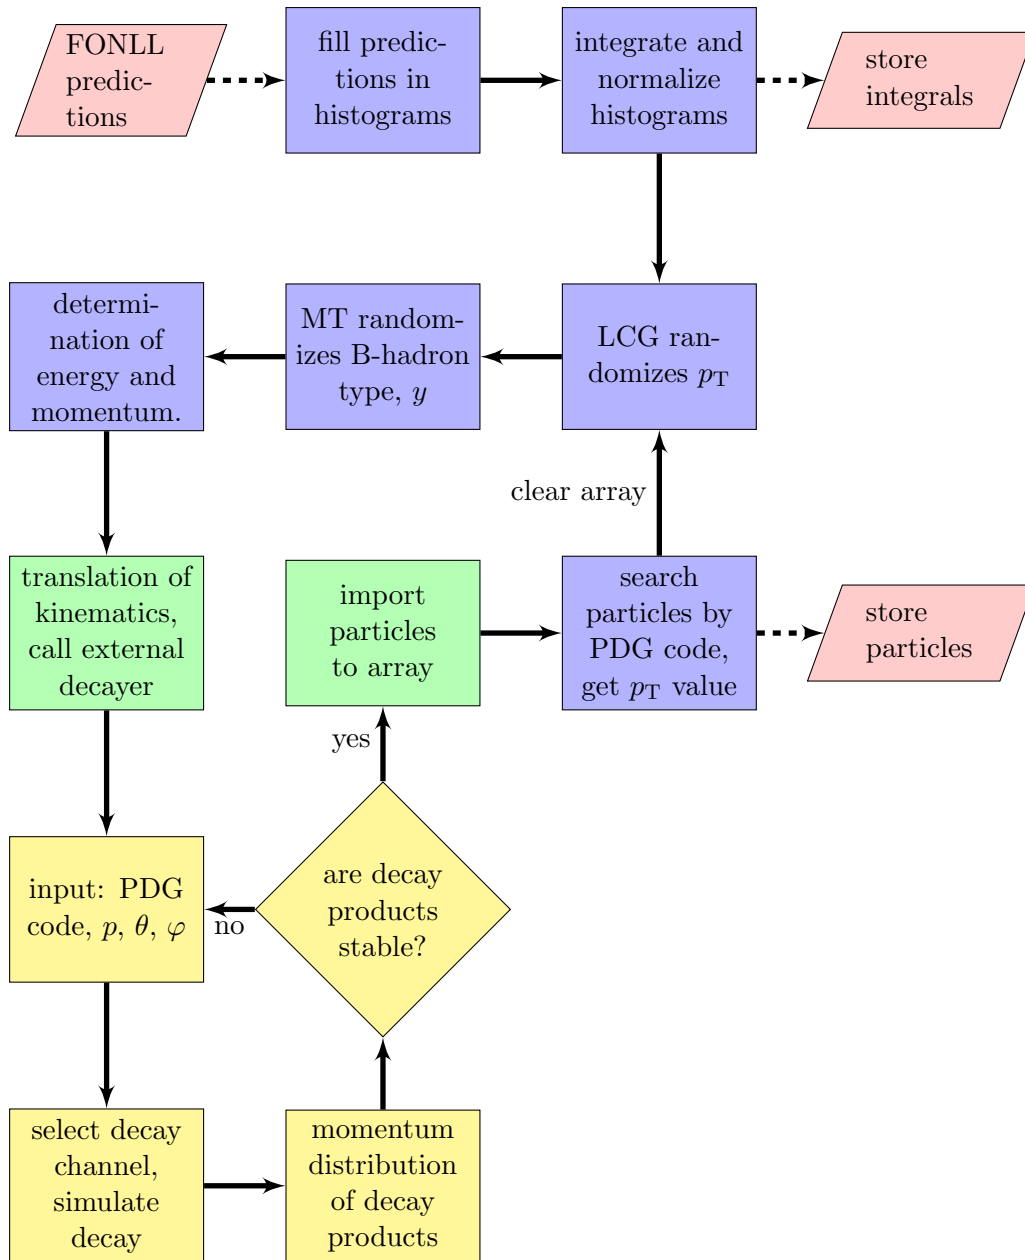 FONLL
predic-
tions
fill predic-
tions in
histograms
integrate and
normalize
histograms
store
integrals
determi-
nation of
energy and
momentum.
MT random-
izes B-hadron
type, y
LCG ran-
domizes pT
clear array
translation of
kinematics,
call external
decayer
import
particles
to array
search
particles by
PDG code,
get pT value
store
particles
yes
input: PDG
code, p, θ, φ
no
are decay
products
stable?
select decay
channel,
simulate
decay
momentum
distribution
of decay
products